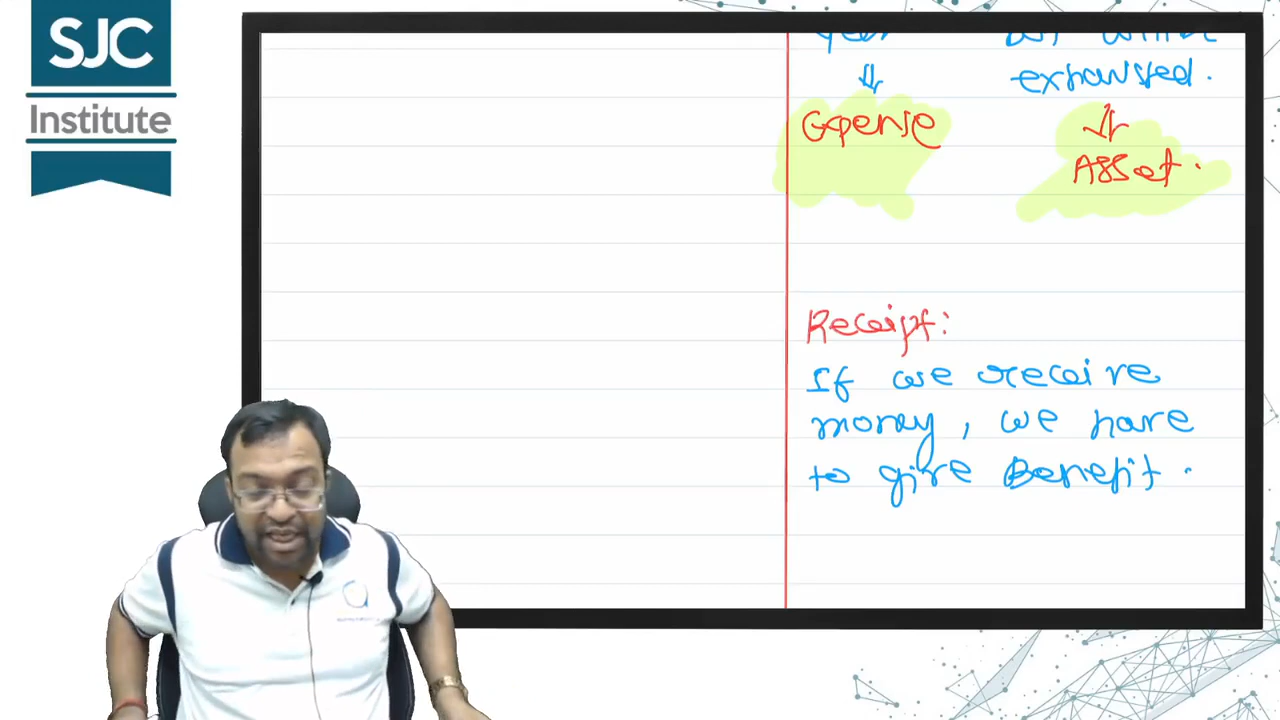 SJC
Institute
exhausted.
Expense
Asset.
Receipt:
If we receive
money, we have
to give Benefit.